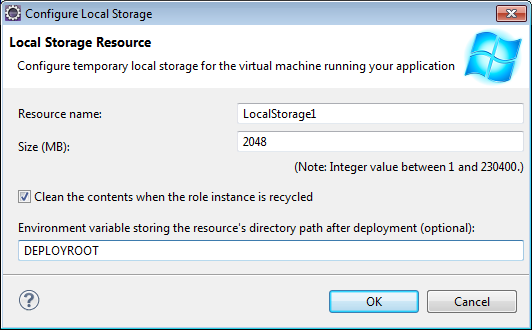 Configure Local Storage
Local Storage Resource
Configure temporary local storage for the virtual machine running your application
Resource name: LocalStorage1
Size (MB): 2048
(Note: Integer value between 1 and 230400.)
Clean the contents when the role instance is recycled
Environment variable storing the resource's directory path after deployment (optional):
DEPLOYROOT
?
OK Cancel